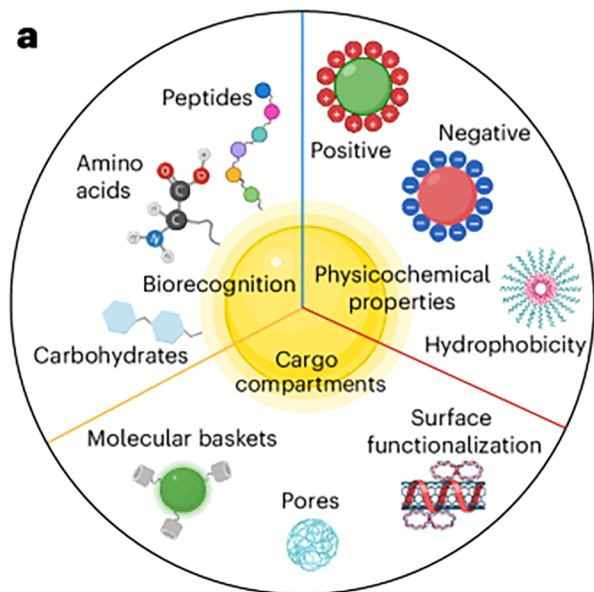 a
Peptides
Positive
Negative
Amino
acids
O
O
H
C
H
C
N
H
H
Biorecognition
Physicochemical
properties
Carbohydrates
Hydrophobicity
Cargo
compartments
Molecular baskets
Surface
functionalization
Pores